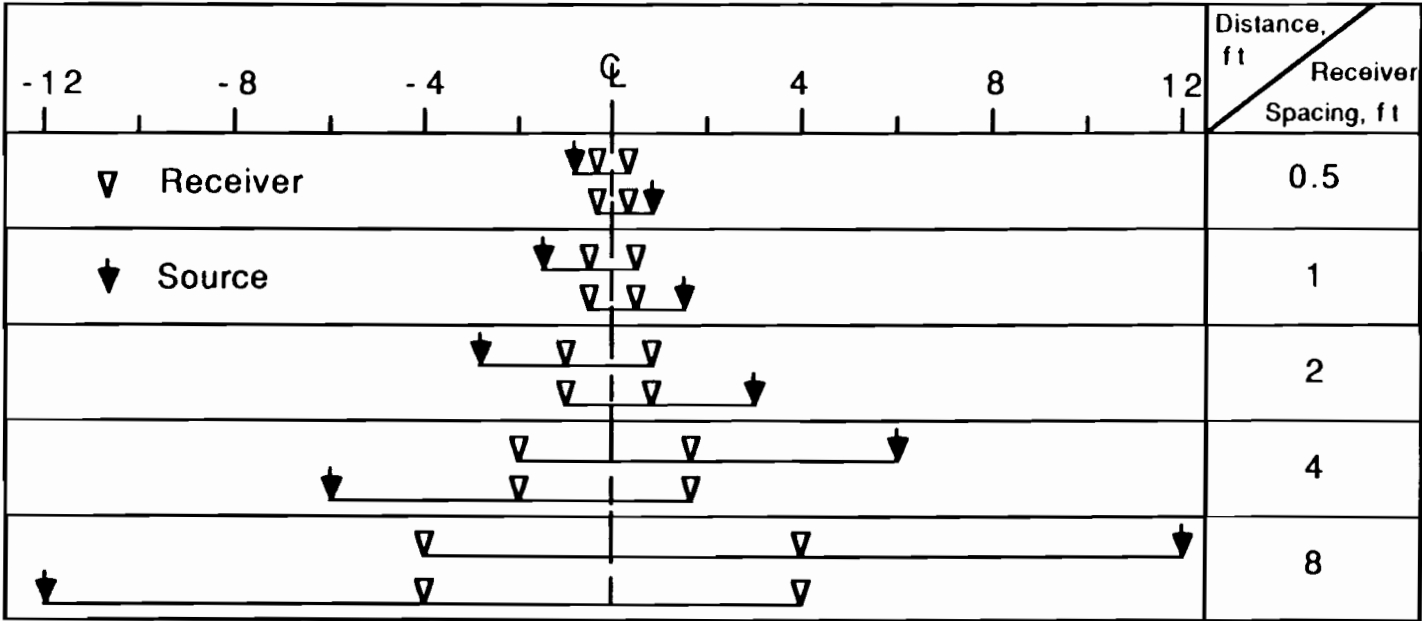 Distance, ft
Receiver Spacing, ft
-12 -8 -4 ℄ 4 8 12
Receiver
0.5
Source
1
2
4
8